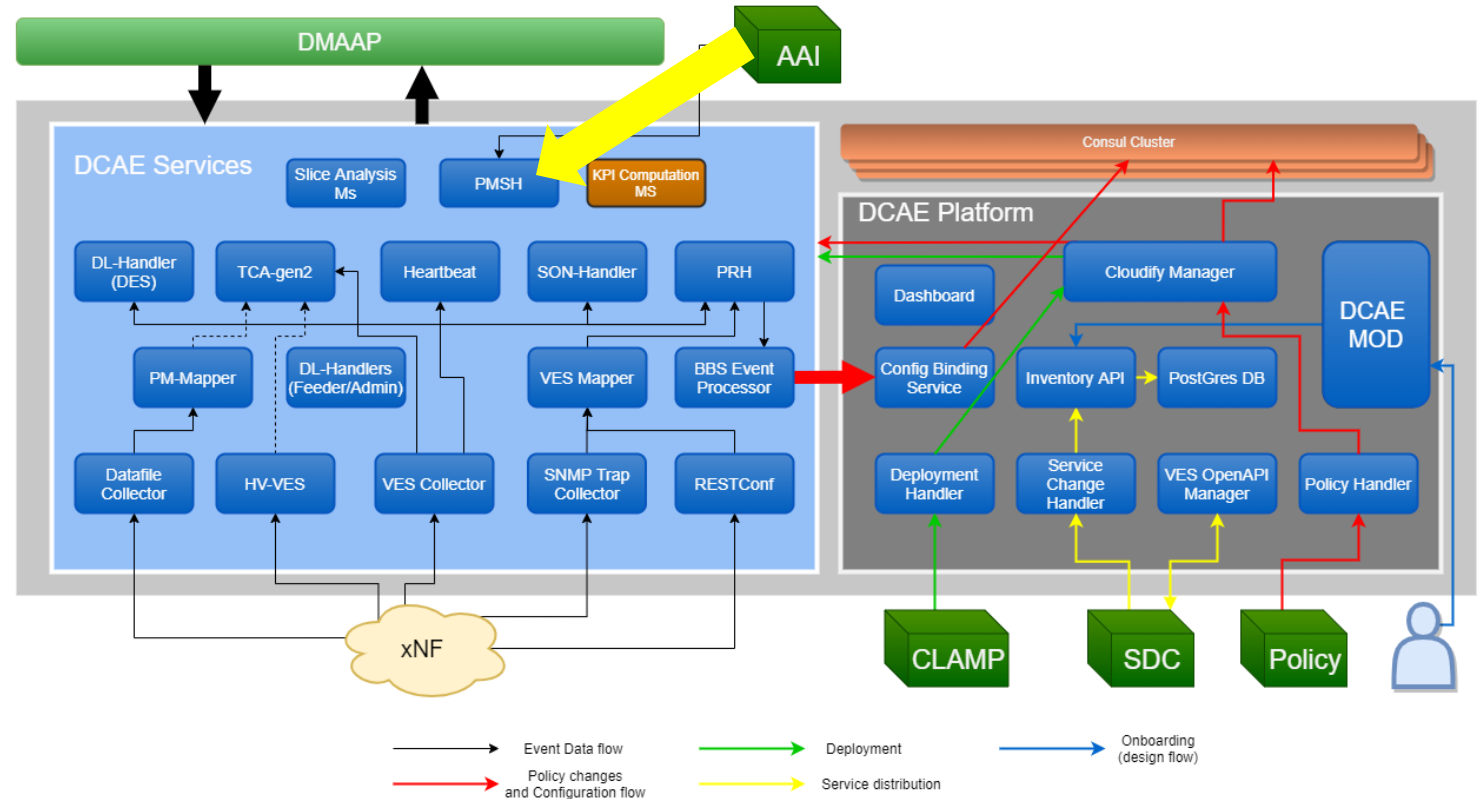 DMAAP
AAI
DCAE Services
Slice Analysis
Ms
PMSH
KPI Computation
MS
DL-Handler
(DES)
TCA-gen2
Heartbeat
SON-Handler
PRH
PM-Mapper
DL-Handlers
(Feeder/Admin)
VES Mapper
BBS Event
Processor
Datafile
Collector
HV-VES
VES Collector
SNMP Trap
Collector
RESTConf
xNF
Consul Cluster
DCAE Platform
Cloudify Manager
Dashboard
DCAE
MOD
Config Binding
Service
Inventory API
PostGres DB
Deployment
Handler
Service
Change
Handler
VES OpenAPI
Manager
Policy Handler
CLAMP
SDC
Policy
Event Data flow
Deployment
Onboarding
(design flow)
Policy changes
and Configuration flow
Service distribution